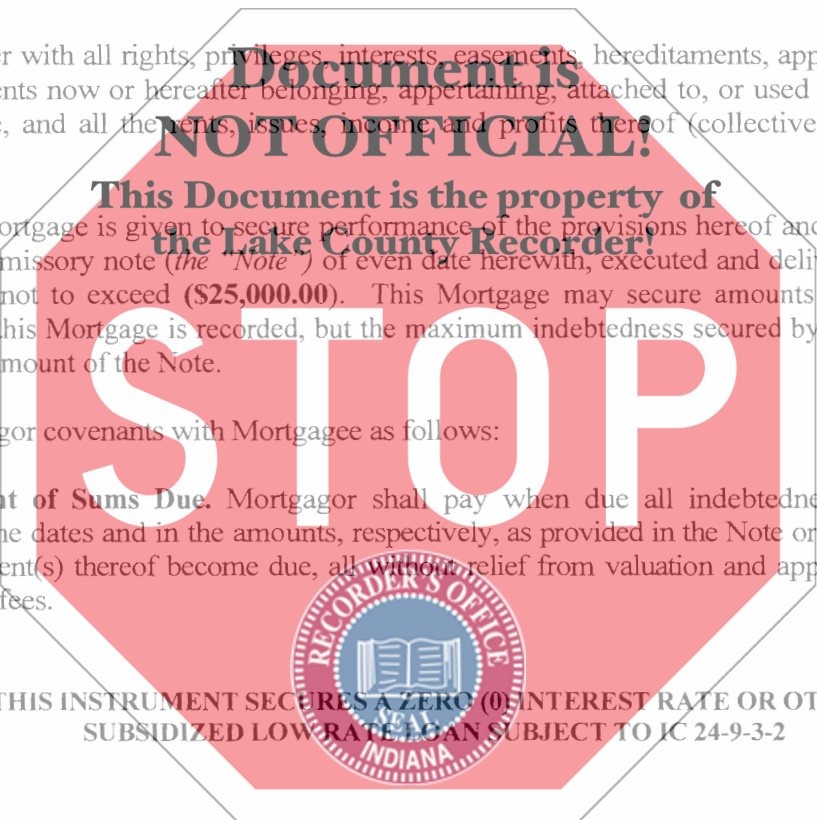 er with all rights, privileges, interests, easements, hereditaments, app
Document is
ents now or hereafter belonging, appertaining, attached to, or used
e, and all the rents, issues, income and profits thereof (collective
NOT OFFICIAL!
This Document is the property of
ortgage is given to secure performance of the provisions hereof and
the Lake County Recorder!
missory note (the "Note") of even date herewith, executed and deli
not to exceed ($25,000.00). This Mortgage may secure amounts
this Mortgage is recorded, but the maximum indebtedness secured by
mount of the Note.
STOP
gor covenants with Mortgagee as follows:
nt of Sums Due. Mortgagor shall pay when due all indebtedne
he dates and in the amounts, respectively, as provided in the Note or
ent(s) thereof become due, all without relief from valuation and app
fees.
RECORDER'S OFFICE
SEAL
INDIANA
THIS INSTRUMENT SECURES A ZERO (0) INTEREST RATE OR OT
SUBSIDIZED LOW RATE LOAN SUBJECT TO IC 24-9-3-2